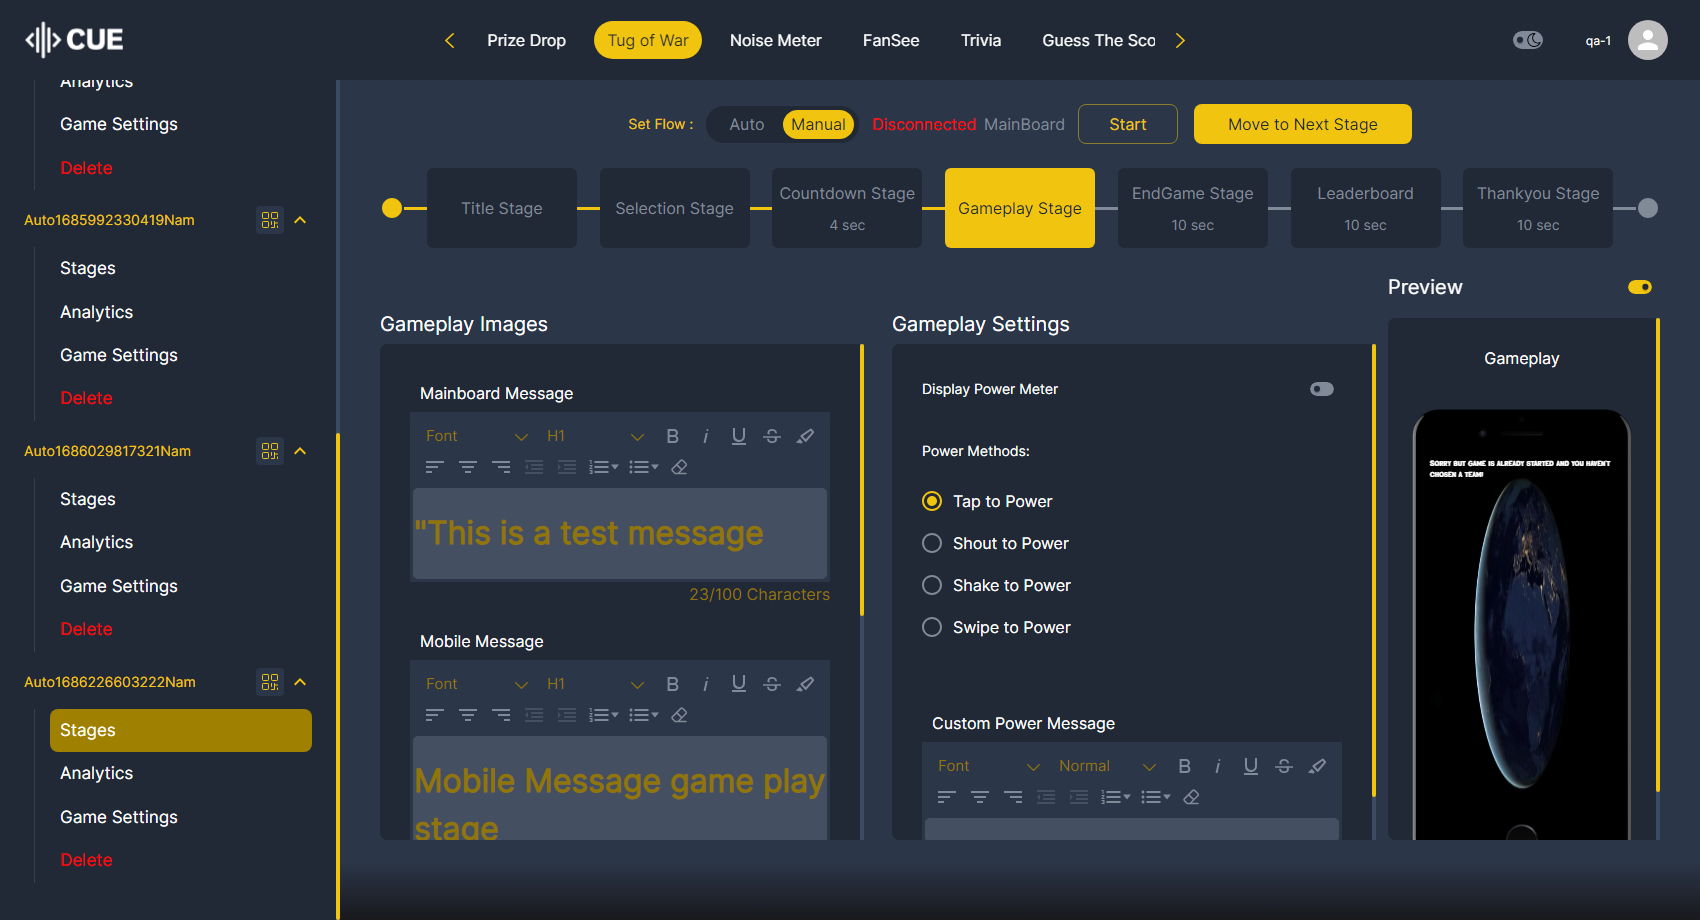 CUE
Prize Drop
Tug of War
Noise Meter
FanSee
Trivia
Guess The Sco
qa-1
Analytics
Game Settings
Delete
Auto1685992330419Nam
Stages
Analytics
Game Settings
Delete
Auto1686029817321Nam
Stages
Analytics
Game Settings
Delete
Auto1686226603222Nam
Stages
Analytics
Game Settings
Delete
Set Flow :
Auto
Manual
Disconnected MainBoard
Start
Move to Next Stage
Title Stage
Selection Stage
Countdown Stage
4 sec
Gameplay Stage
EndGame Stage
10 sec
Leaderboard
10 sec
Thankyou Stage
10 sec
Gameplay Images
Mainboard Message
Font
H1
B i U S
"This is a test message
23/100 Characters
Mobile Message
Font
H1
B i U S
Mobile Message game play
stage
Gameplay Settings
Display Power Meter
Power Methods:
Tap to Power
Shout to Power
Shake to Power
Swipe to Power
Custom Power Message
Font
Normal
B i U S
Preview
Gameplay
Sorry but game is already started and you haven't
chosen a team!